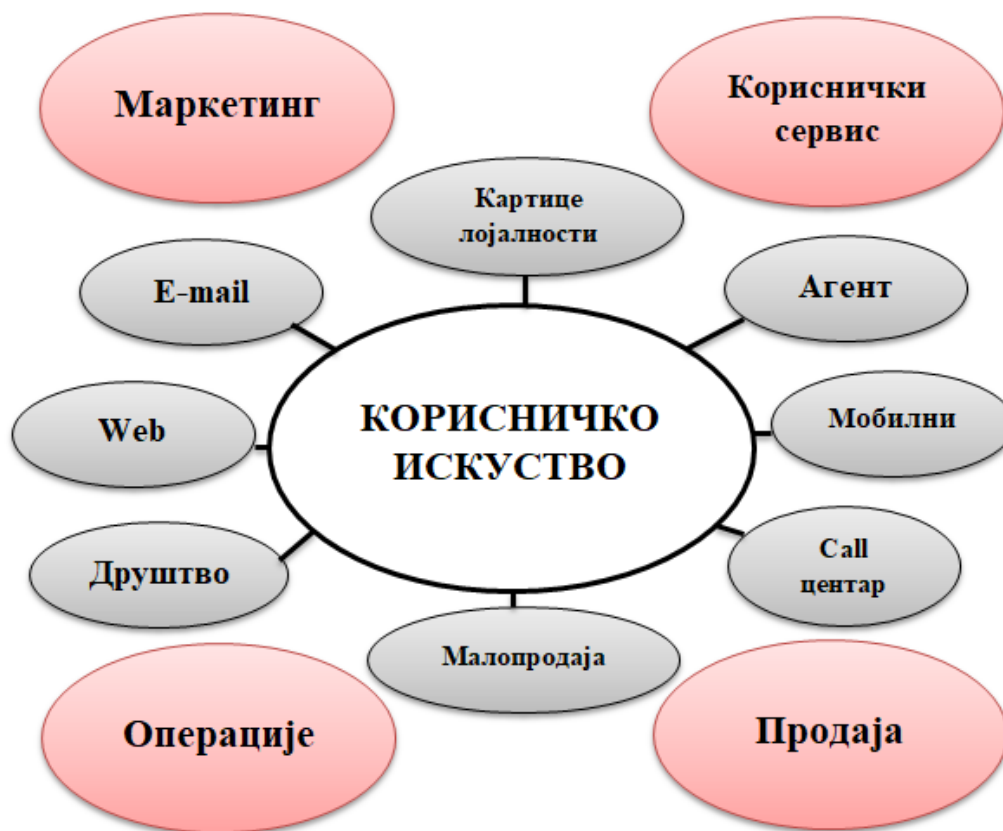 Маркетинг
Кориснички
сервис
Картице
лојалности
E-mail
Агент
Web
КОРИСНИЧКО
ИСКУСТВО
Мобилни
Друштво
Call
центар
Малопродаја
Операције
Продаја